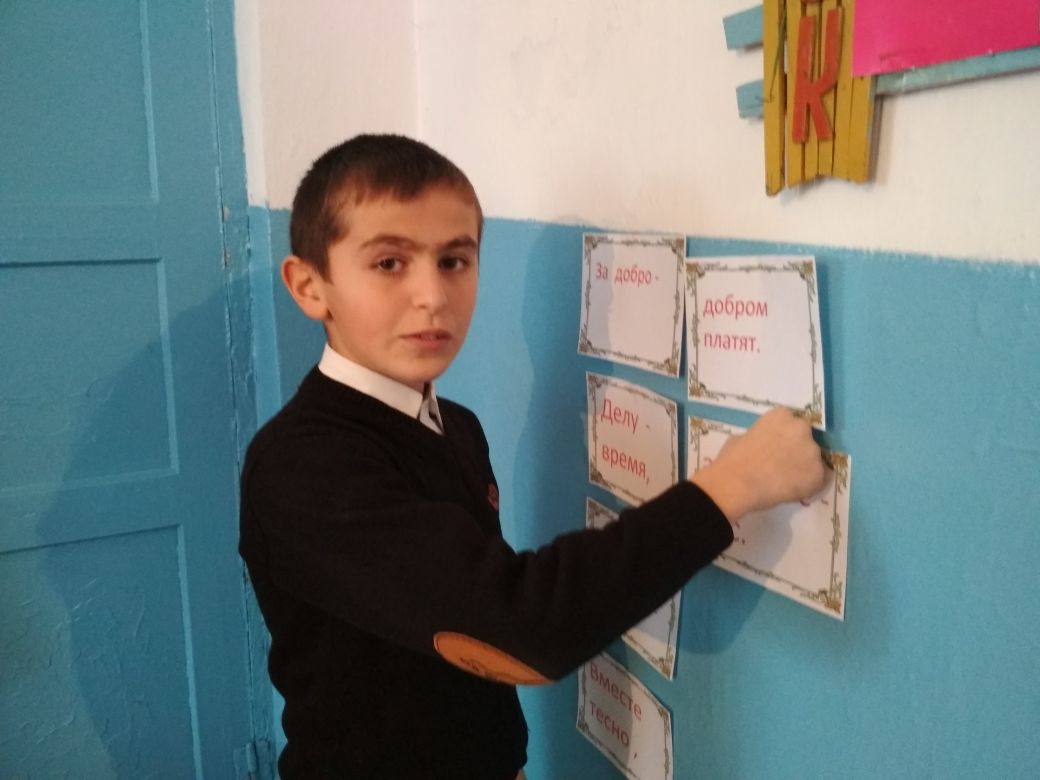 К
За добро -
добром
платят.
Делу -
время,
Вместе
тесно,